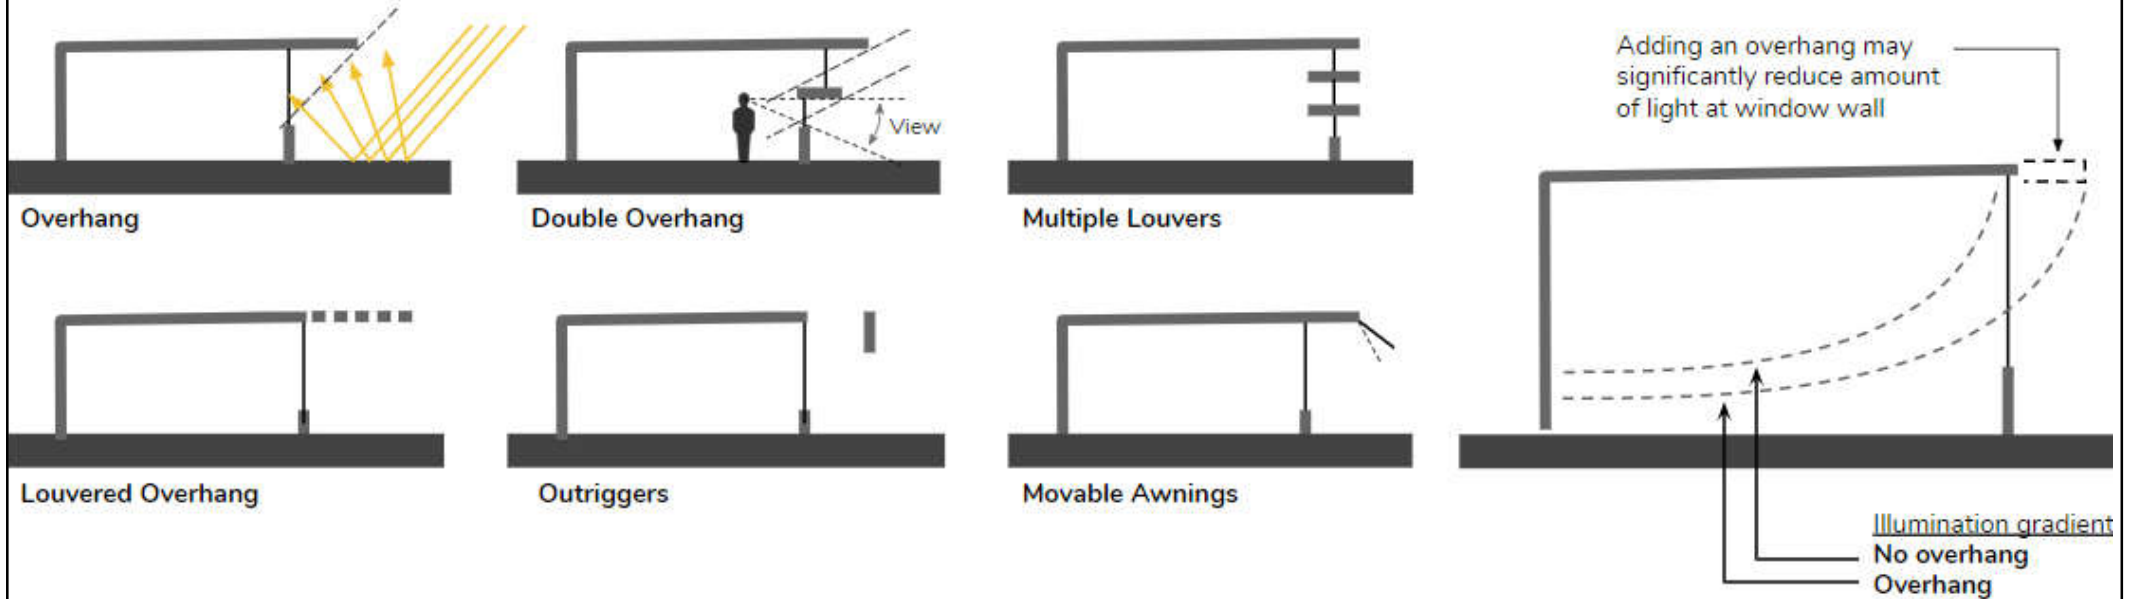 View
Overhang
Double Overhang
Multiple Louvers
Louvered Overhang
Outriggers
Movable Awnings
Adding an overhang may
significantly reduce amount
of light at window wall
Illumination gradient
No overhang
Overhang